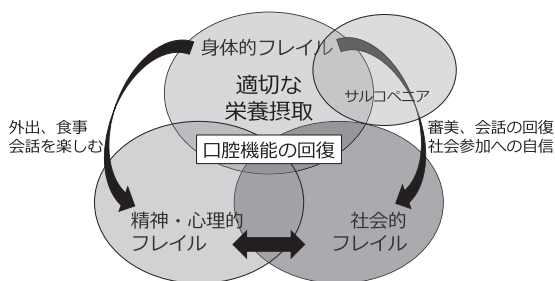 身体的フレイル
サルコペニア
適切な
栄養摂取
外出、食事
会話を楽しむ
口腔機能の回復
審美、会話の回復
社会参加への自信
精神・心理的
フレイル
社会的
フレイル